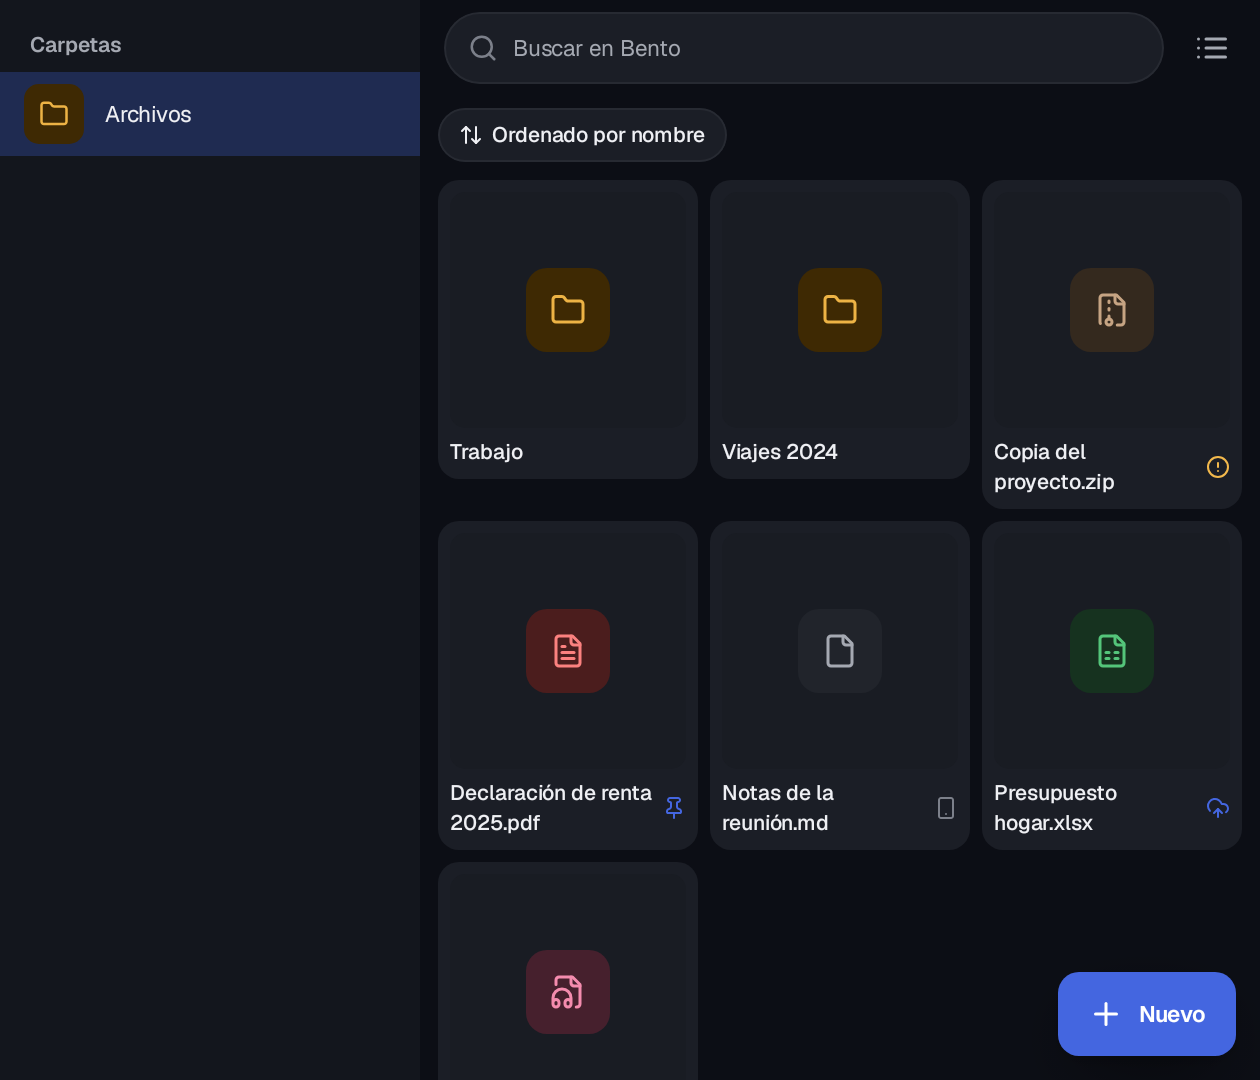 Carpetas
Archivos
Buscar en Bento
Ordenado por nombre
Trabajo
Viajes 2024
Copia del
proyecto.zip
Declaración de renta
2025.pdf
Notas de la
reunión.md
Presupuesto
hogar.xlsx
Nuevo